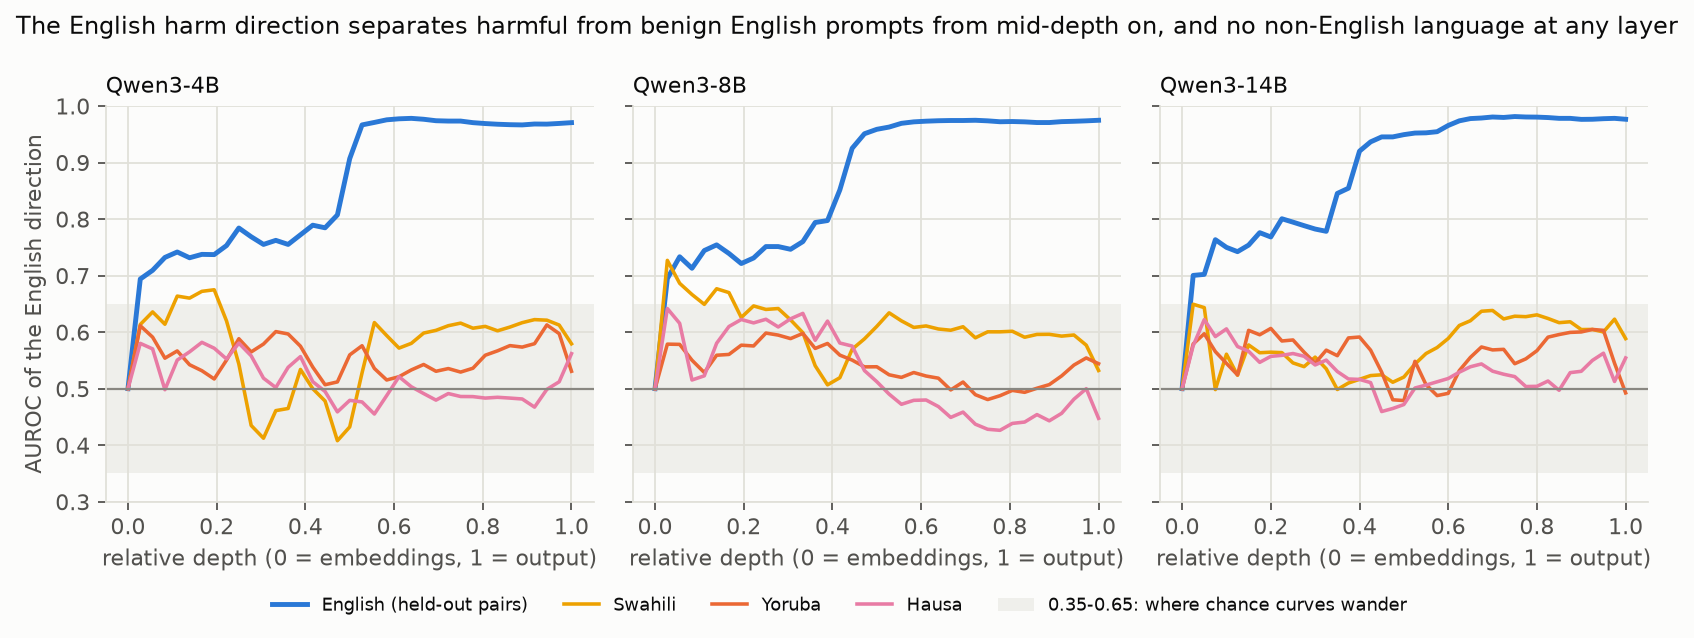 The English harm direction separates harmful from benign English prompts from mid-depth on, and no non-English language at any layer
Qwen3-4B
Qwen3-8B
Qwen3-14B
AUROC of the English direction
1.0
0.9
0.8
0.7
0.6
0.5
0.4
0.3
0.0 0.2 0.4 0.6 0.8 1.0
0.0 0.2 0.4 0.6 0.8 1.0
0.0 0.2 0.4 0.6 0.8 1.0
relative depth (0 = embeddings, 1 = output)
relative depth (0 = embeddings, 1 = output)
relative depth (0 = embeddings, 1 = output)
English (held-out pairs)
Swahili
Yoruba
Hausa
0.35-0.65: where chance curves wander